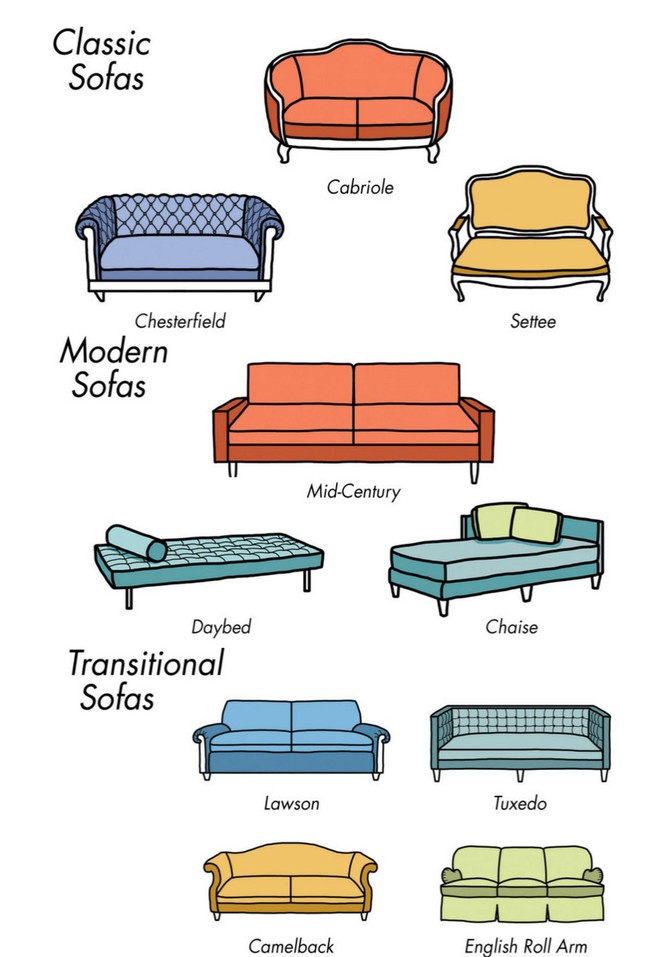 Classic
Sofas
Cabriole
Chesterfield
Settee
Modern
Sofas
Mid-Century
Daybed
Chaise
Transitional
Sofas
Lawson
Tuxedo
Camelback
English Roll Arm